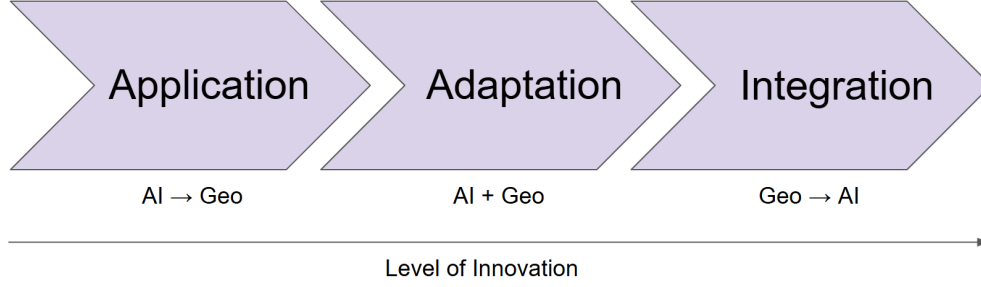 Application
Adaptation
Integration
AI → Geo
AI + Geo
Geo → AI
Level of Innovation